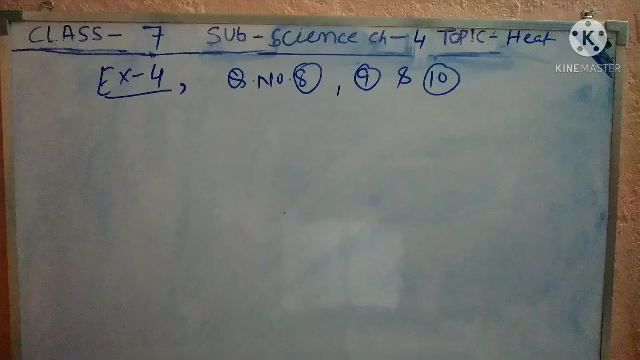 CLASS- 7 Sub-Science ch-4 TOPIC- Heat
KINEMASTER
Ex-4, Q.NO.8, 9 & 10